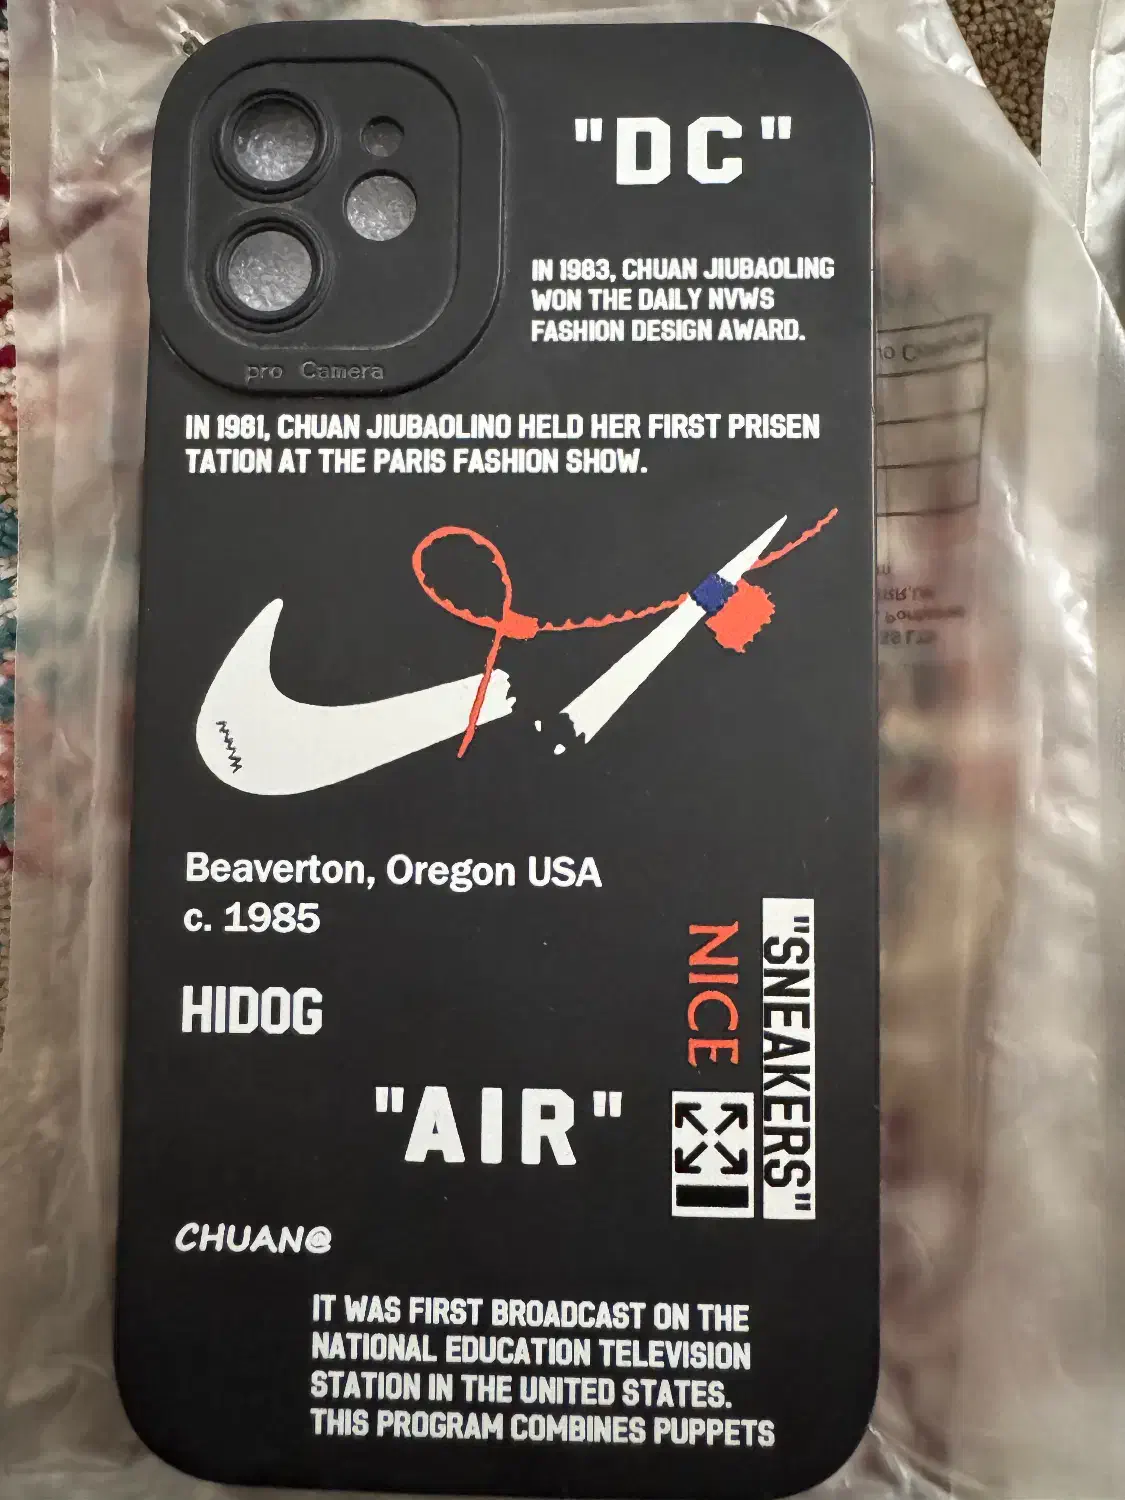 "DC"
IN 1983, CHUAN JIUBAOLING
WON THE DAILY NVWS
FASHION DESIGN AWARD.
pro Camera
IN 1981, CHUAN JIUBAOLINO HELD HER FIRST PRISEN
TATION AT THE PARIS FASHION SHOW.
Beaverton, Oregon USA
c. 1985
NICE
"SNEAKERS"
HIDOG
"AIR"
CHUAN@
IT WAS FIRST BROADCAST ON THE
NATIONAL EDUCATION TELEVISION
STATION IN THE UNITED STATES.
THIS PROGRAM COMBINES PUPPETS